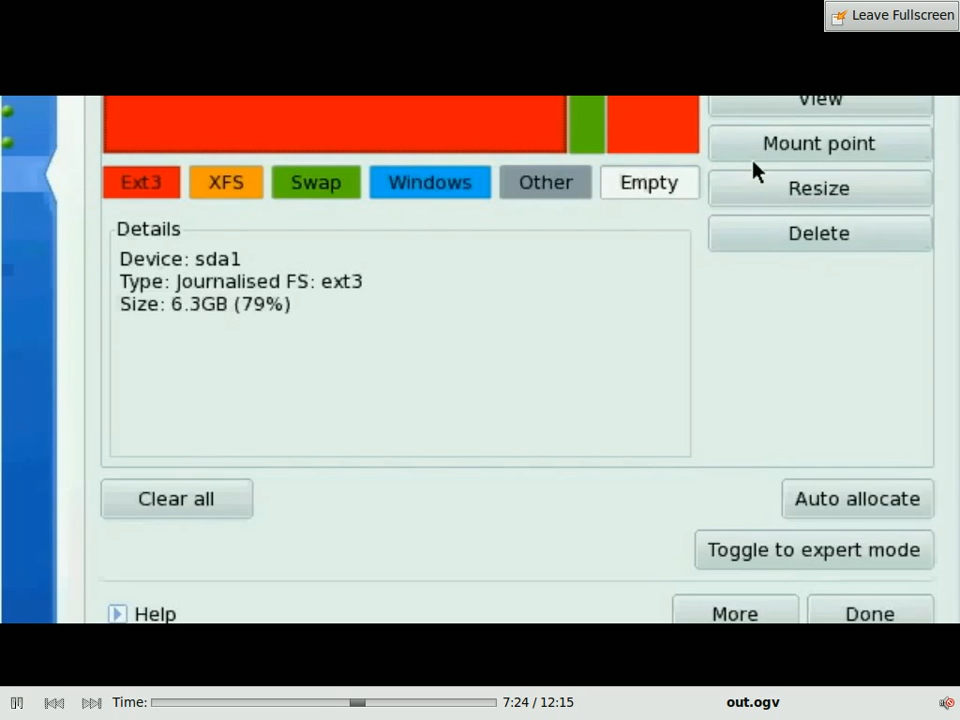 Leave Fullscreen
View
Mount point
Ext3 XFS Swap Windows Other Empty
Resize
Details
Delete
Device: sda1
Type: Journalised FS: ext3
Size: 6.3GB (79%)
Clear all
Auto allocate
Toggle to expert mode
Help
More
Done
Time:
7:24 / 12:15
out.ogv